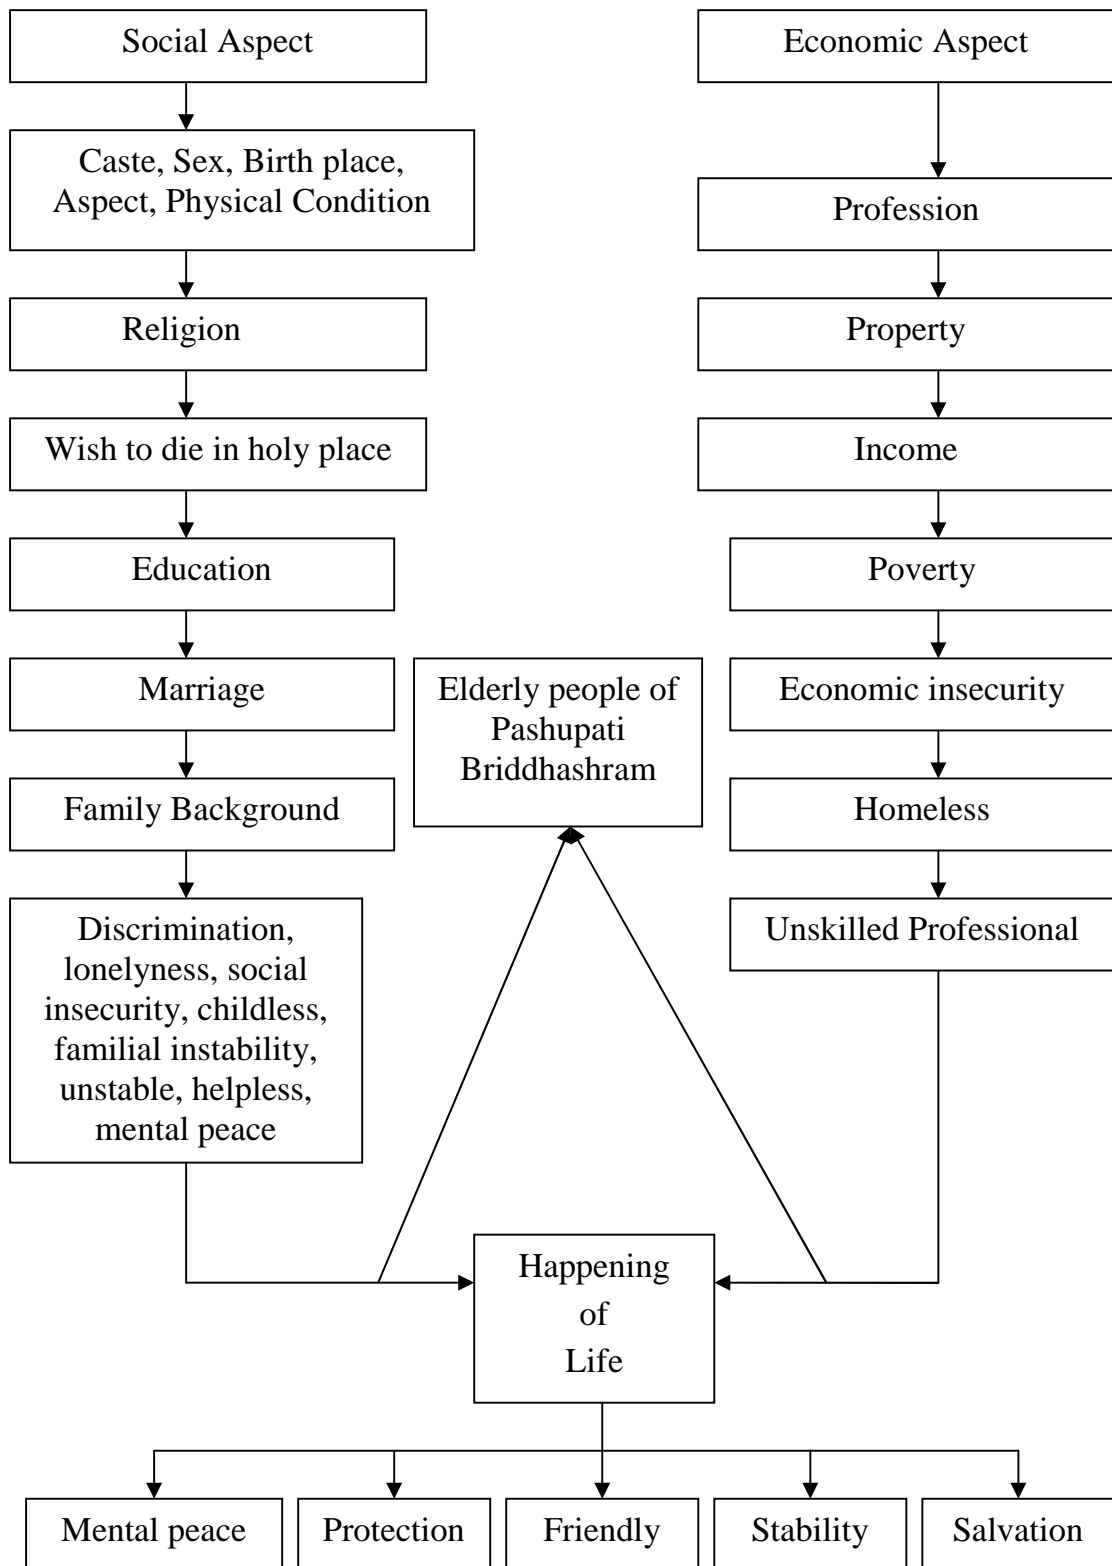 Social Aspect
Economic Aspect
Caste, Sex, Birth place,
Aspect, Physical Condition
Profession
Religion
Property
Wish to die in holy place
Income
Education
Poverty
Marriage
Elderly people of
Pashupati
Briddhashram
Economic insecurity
Family Background
Homeless
Discrimination,
lonelyness, social
insecurity, childless,
familial instability,
unstable, helpless,
mental peace
Unskilled Professional
Happening
of
Life
Mental peace
Protection
Friendly
Stability
Salvation